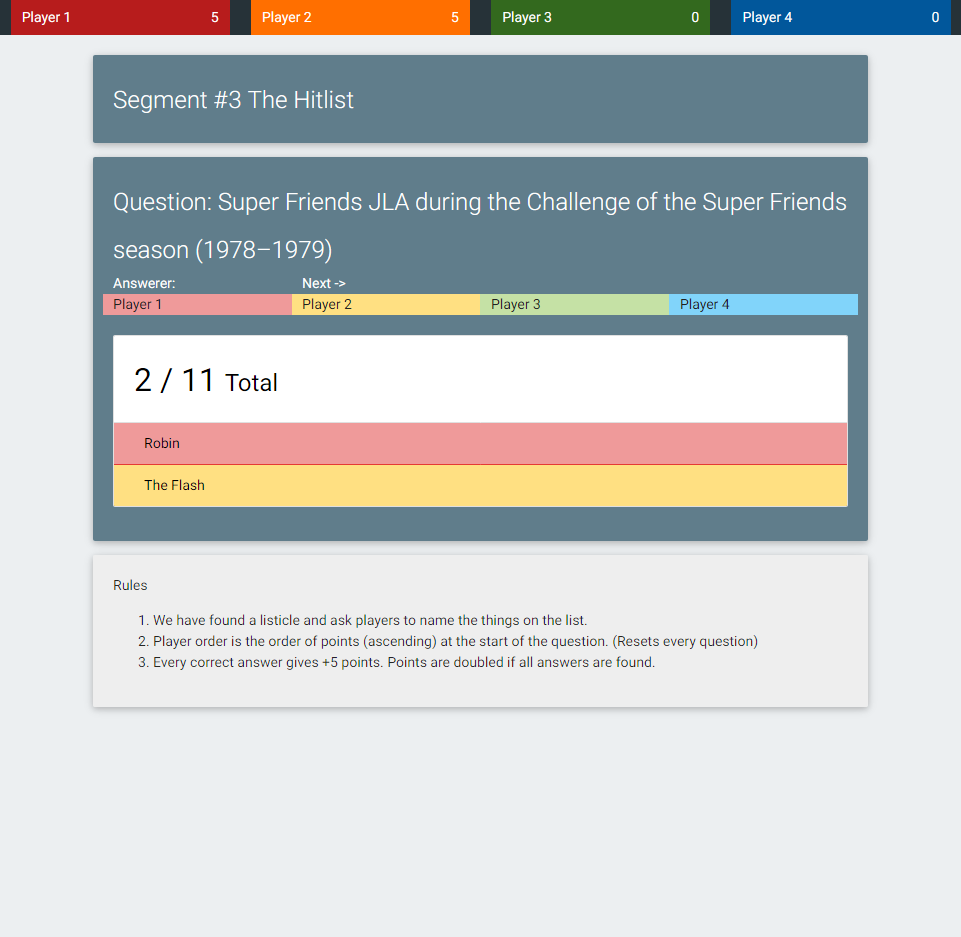 Player 1 5 Player 2 5 Player 3 0 Player 4 0
Segment #3 The Hitlist
Question: Super Friends JLA during the Challenge of the Super Friends
season (1978–1979)
Answerer: Next ->
Player 1 Player 2 Player 3 Player 4
2 / 11 Total
Robin
The Flash
Rules
1. We have found a listicle and ask players to name the things on the list.
2. Player order is the order of points (ascending) at the start of the question. (Resets every question)
3. Every correct answer gives +5 points. Points are doubled if all answers are found.